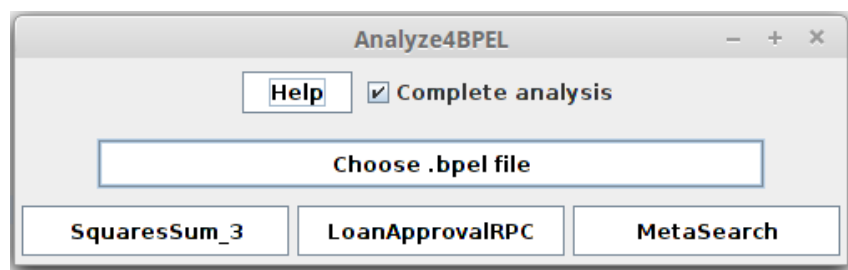 Analyze4BPEL
Help Complete analysis
Choose .bpel file
SquaresSum_3 LoanApprovalRPC MetaSearch